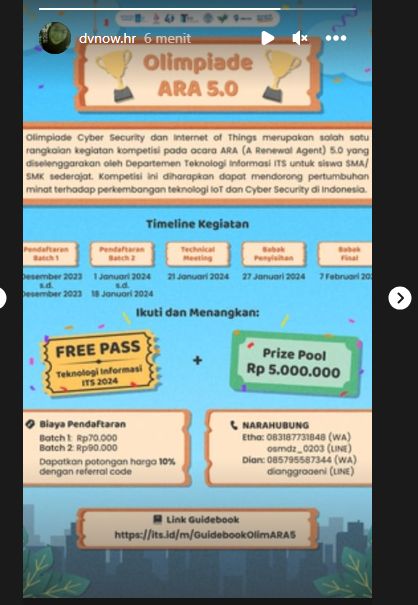 dvnow.hr 6 menit
Olimpiade
ARA 5.0
Olimpiade Cyber Security dan Internet of Things merupakan salah satu
rangkaian kegiatan kompetisi pada acara ARA (A Renewal Agent) 5.0 yang
diselenggarakan oleh Departemen Teknologi Informasi ITS untuk siswa SMA/
SMK sederajat. Kompetisi ini diharapkan dapat mendorong pertumbuhan
minat terhadap perkembangan teknologi IoT dan Cyber Security di Indonesia.
Timeline Kegiatan
Pendaftaran
Batch 1
Desember 2023
s.d.
Desember 2023
Pendaftaran
Batch 2
1 Januari 2024
s.d.
18 Januari 2024
Technical
Meeting
21 Januari 2024
Babak
Penyisihan
27 Januari 2024
Babak
Final
7 Februari 202
Ikuti dan Menangkan:
FREE PASS
Teknologi Informasi
ITS 2024
+
Prize Pool
Rp 5.000.000
Biaya Pendaftaran
Batch 1: Rp70.000
Batch 2: Rp90.000
Dapatkan potongan harga 10%
dengan referral code
NARAHUBUNG
Etha: 083187731848 (WA)
osmdz_0203 (LINE)
Dian: 085795587344 (WA)
dianggraaeni (LINE)
Link Guidebook
https://its.id/m/GuidebookOlimARA5